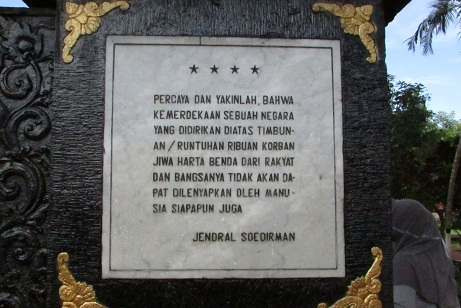 PERCAYA DAN YAKINLAH, BAHWA
KEMERDEKAAN SEBUAH NEGARA
YANG DIDIRIKAN DIATAS TIMBUN-
AN / RUNTUHAN RIBUAN KORBAN
JIWA HARTA BENDA DARI RAKYAT
DAN BANGSANYA TIDAK AKAN DA-
PAT DILENYAPKAN OLEH MANU-
SIA SIAPAPUN JUGA
JENDRAL SOEDIRMAN